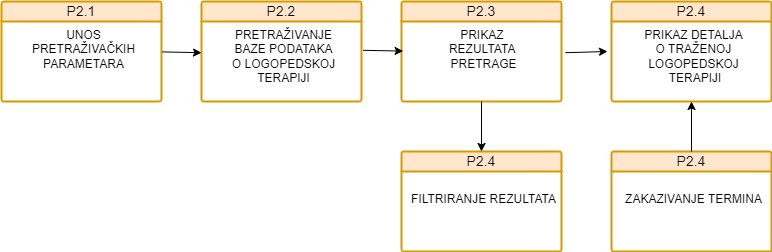 P2.1
UNOS
PRETRAŽIVAČKIH
PARAMETARA
P2.2
PRETRAŽIVANJE
BAZE PODATAKA
O LOGOPEDSKOJ
TERAPIJI
P2.3
PRIKAZ
REZULTATA
PRETRAGE
P2.4
PRIKAZ DETALJA
O TRAŽENOJ
LOGOPEDSKOJ
TERAPIJI
P2.4
FILTRIRANJE REZULTATA
P2.4
ZAKAZIVANJE TERMINA